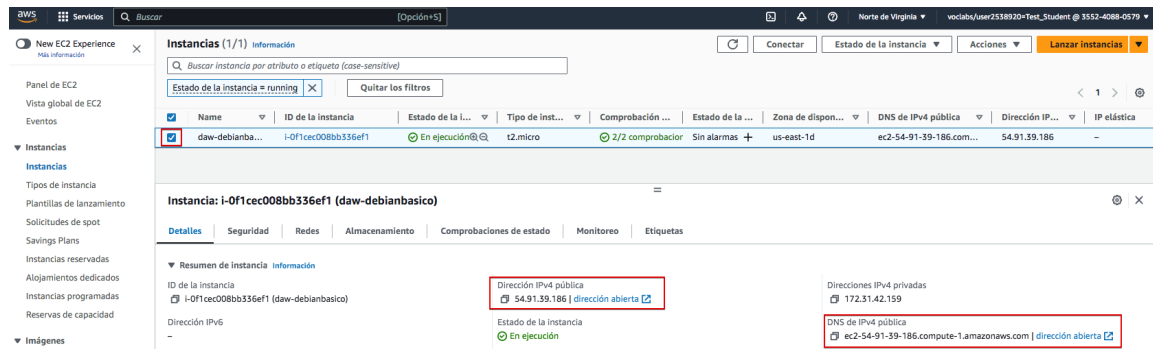 aws Servicios Buscar [Opción+S] Norte de Virginia voclabs/user2538920=Test_Student @ 3552-4088-0579
New EC2 Experience
Más información
Panel de EC2
Vista global de EC2
Eventos
Instancias
Instancias
Tipos de instancia
Plantillas de lanzamiento
Solicitudes de spot
Savings Plans
Instancias reservadas
Alojamientos dedicados
Instancias programadas
Reservas de capacidad
Imágenes
Instancias (1/1) Información Conectar Estado de la instancia Acciones Lanzar instancias
Buscar instancia por atributo o etiqueta (case-sensitive)
Estado de la instancia = running Quitar los filtros 1
Name ID de la instancia Estado de la i... Tipo de inst... Comprobación ... Estado de la ... Zona de dispon... DNS de IPv4 pública Dirección IP... IP elástica
daw-debianba... i-0f1cec008bb336ef1 En ejecución t2.micro 2/2 comprobacior Sin alarmas us-east-1d ec2-54-91-39-186.com... 54.91.39.186 –
Instancia: i-0f1cec008bb336ef1 (daw-debianbasico)
Detalles Seguridad Redes Almacenamiento Comprobaciones de estado Monitoreo Etiquetas
Resumen de instancia Información
ID de la instancia Dirección IPv4 pública Direcciones IPv4 privadas
i-0f1cec008bb336ef1 (daw-debianbasico) 54.91.39.186 | dirección abierta 172.31.42.159
Dirección IPv6 Estado de la instancia DNS de IPv4 pública
– En ejecución ec2-54-91-39-186.compute-1.amazonaws.com | dirección abierta